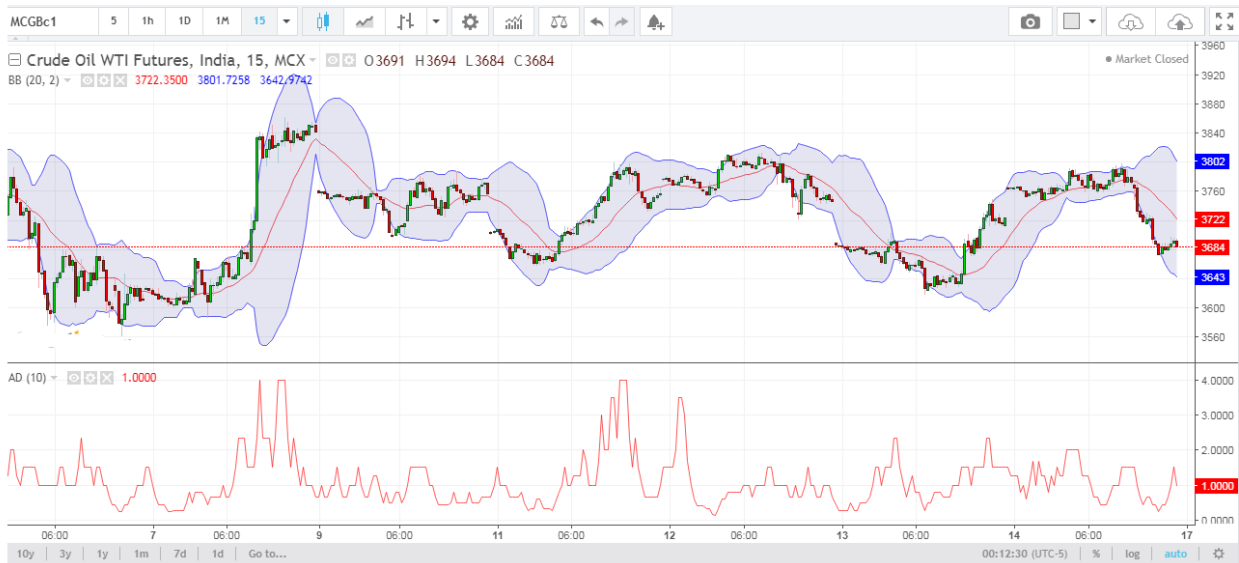 MCGBc1 5 1h 1D 1M 15
Crude Oil WTI Futures, India, 15, MCX O3691 H3694 L3684 C3684
Market Closed
BB (20, 2) 3722.3500 3801.7258 3642.9742
3960
3920
3880
3840
3802
3760
3722
3684
3643
3600
3560
AD (10) 1.0000
4.0000
3.0000
2.0000
1.0000
0.0000
06:00 7 06:00 9 06:00 11 06:00 12 06:00 13 06:00 14 06:00 17
10y 3y 1y 1m 7d 1d Go to... 00:12:30 (UTC-5) % log auto